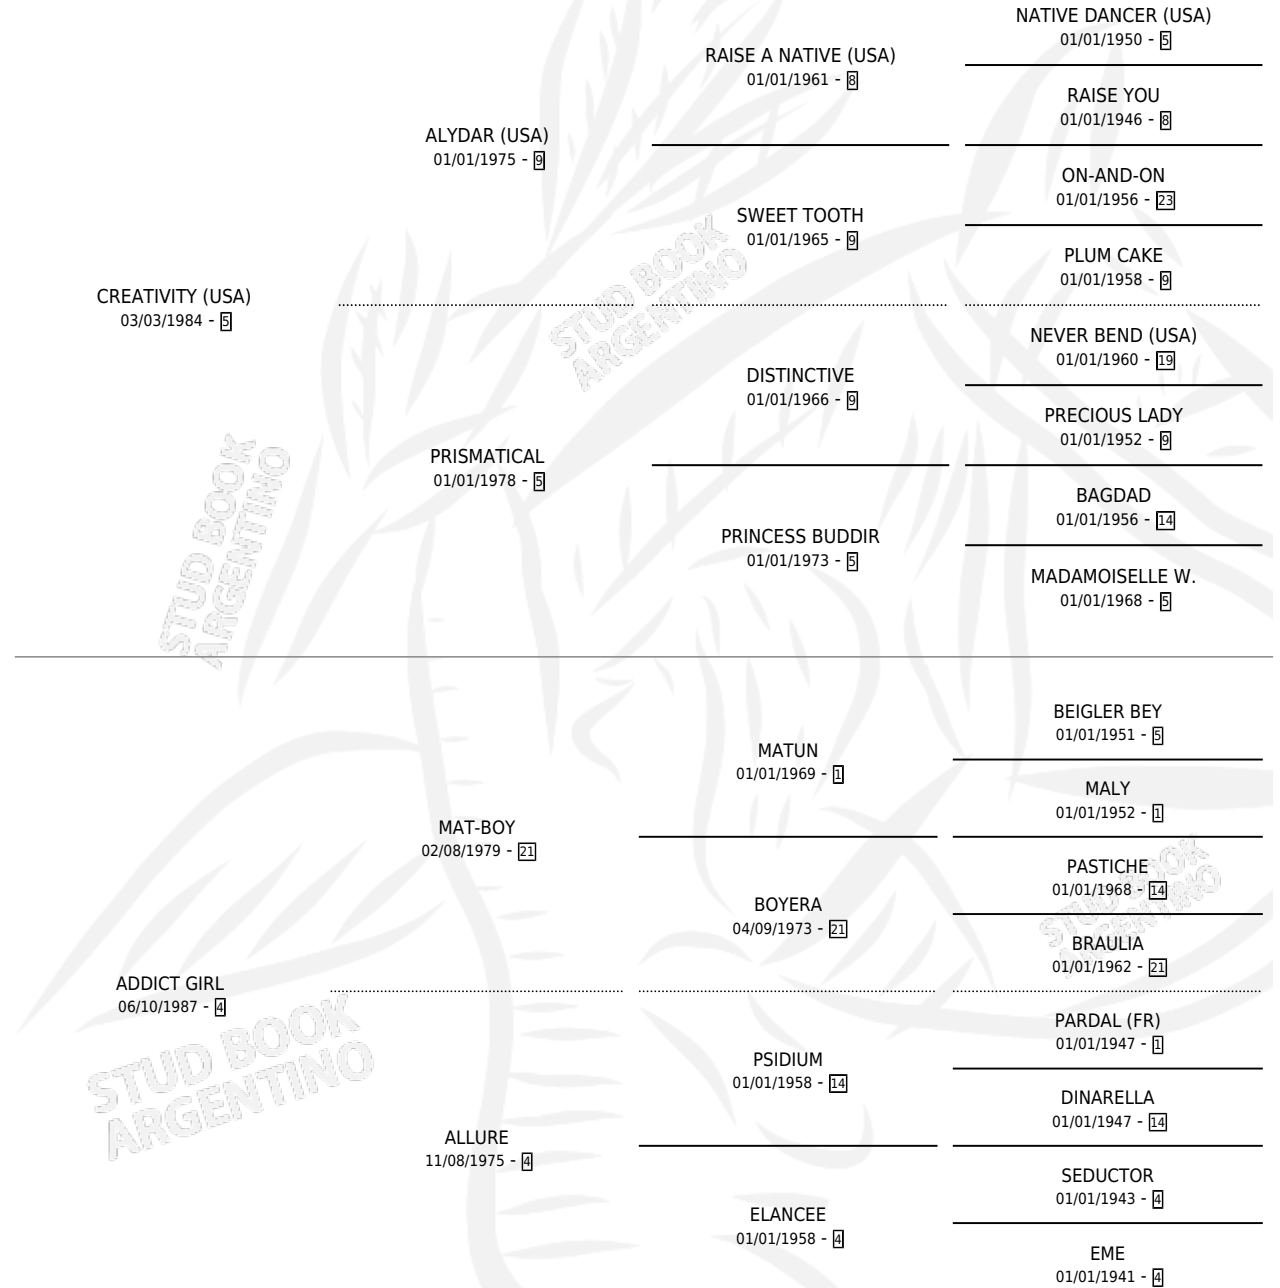 NATIVE DANCER (USA)
01/01/1950 - 5
RAISE A NATIVE (USA)
01/01/1961 - 8
RAISE YOU
01/01/1946 - 8
ALYDAR (USA)
01/01/1975 - 9
ON-AND-ON
01/01/1956 - 23
SWEET TOOTH
01/01/1965 - 9
PLUM CAKE
01/01/1958 - 9
CREATIVITY (USA)
03/03/1984 - 5
NEVER BEND (USA)
01/01/1960 - 19
DISTINCTIVE
01/01/1966 - 9
PRECIOUS LADY
01/01/1952 - 9
PRISMATICAL
01/01/1978 - 5
BAGDAD
01/01/1956 - 14
PRINCESS BUDDIR
01/01/1973 - 5
MADAMOISELLE W.
01/01/1968 - 5
STUD BOOK
ARGENTINO
STUD BOOK
ARGENTINO
BEIGLER BEY
01/01/1951 - 5
MATUN
01/01/1969 - 1
MALY
01/01/1952 - 1
MAT-BOY
02/08/1979 - 21
PASTICHE
01/01/1968 - 14
BOYERA
04/09/1973 - 21
BRAULIA
01/01/1962 - 21
STUD BOOK
ARGENTINO
ADDICT GIRL
06/10/1987 - 4
PARDAL (FR)
01/01/1947 - 1
PSIDIUM
01/01/1958 - 14
DINARELLA
01/01/1947 - 14
ALLURE
11/08/1975 - 4
SEDUCTOR
01/01/1943 - 4
ELANCEE
01/01/1958 - 4
EME
01/01/1941 - 4
STUD BOOK
ARGENTINO